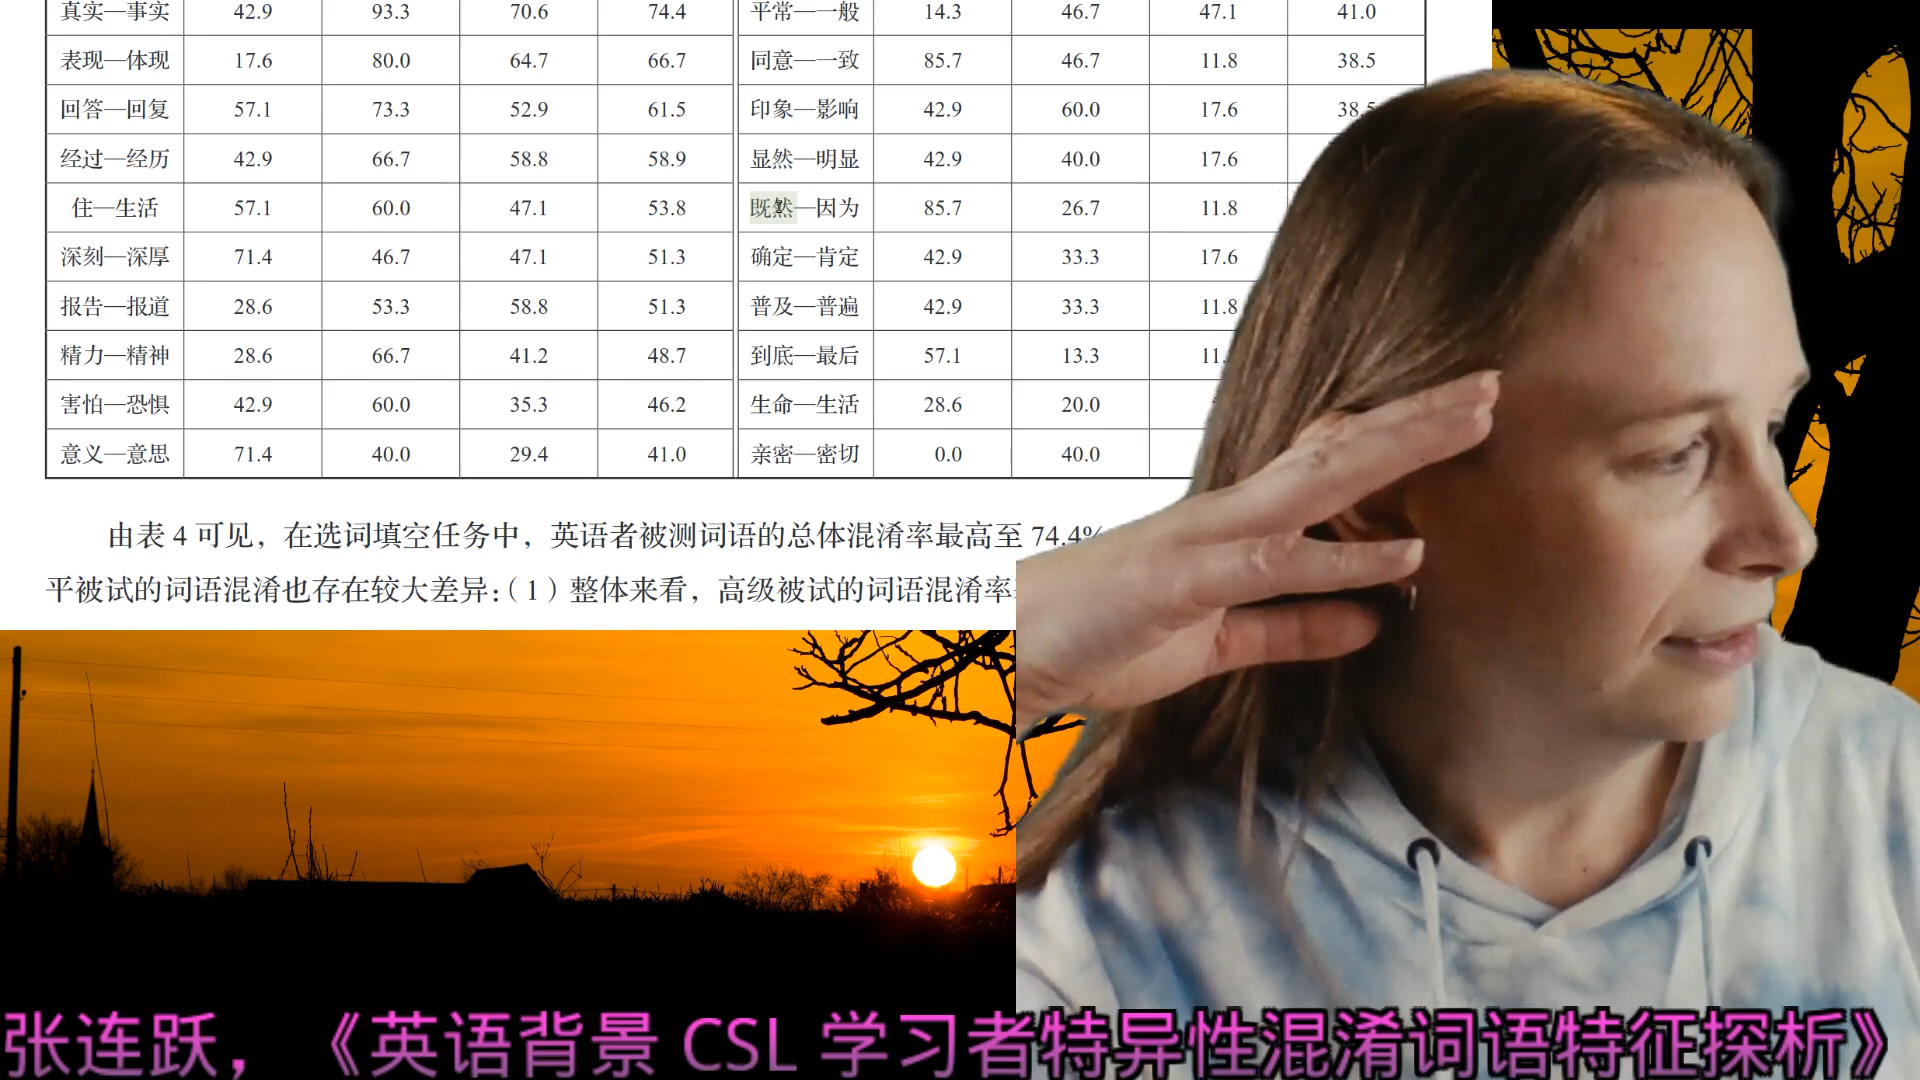 真实—事实 42.9 93.3 70.6 74.4 平常—一般 14.3 46.7 47.1 41.0
表现—体现 17.6 80.0 64.7 66.7 同意—一致 85.7 46.7 11.8 38.5
回答—回复 57.1 73.3 52.9 61.5 印象—影响 42.9 60.0 17.6 38.5
经过—经历 42.9 66.7 58.8 58.9 显然—明显 42.9 40.0 17.6
住—生活 57.1 60.0 47.1 53.8 既然—因为 85.7 26.7 11.8
深刻—深厚 71.4 46.7 47.1 51.3 确定—肯定 42.9 33.3 17.6
报告—报道 28.6 53.3 58.8 51.3 普及—普遍 42.9 33.3 11.8
精力—精神 28.6 66.7 41.2 48.7 到底—最后 57.1 13.3 11.
害怕—恐惧 42.9 60.0 35.3 46.2 生命—生活 28.6 20.0
意义—意思 71.4 40.0 29.4 41.0 亲密—密切 0.0 40.0
由表 4 可见，在选词填空任务中，英语者被测词语的总体混淆率最高至 74.4%
平被试的词语混淆也存在较大差异：（1）整体来看，高级被试的词语混淆率
张连跃，《英语背景 CSL 学习者特异性混淆词语特征探析》